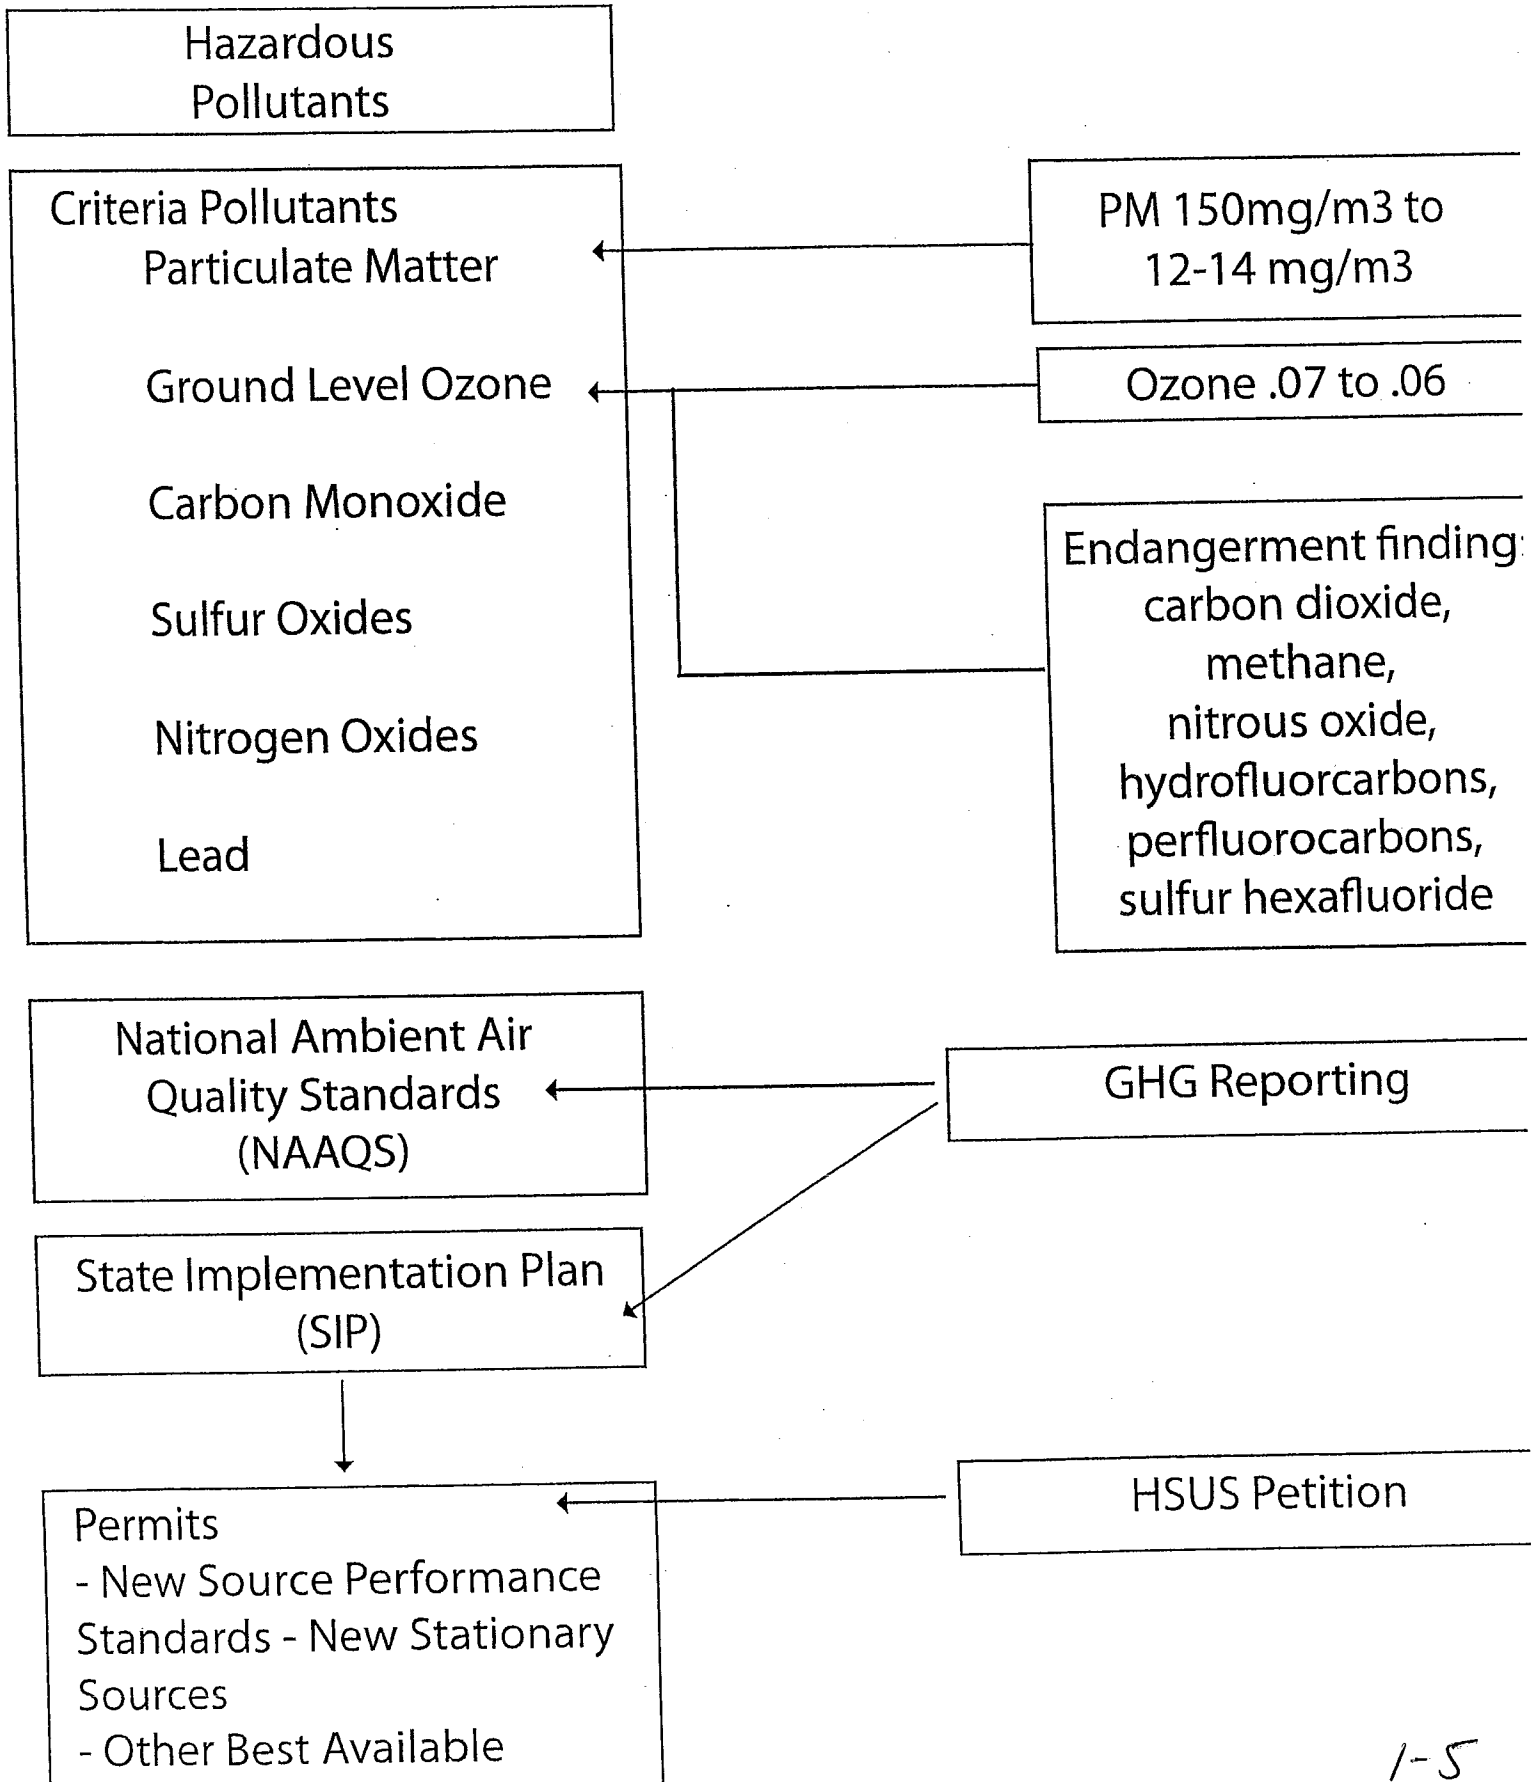 Hazardous
Pollutants
Criteria Pollutants
Particulate Matter
Ground Level Ozone
Carbon Monoxide
Sulfur Oxides
Nitrogen Oxides
Lead
PM 150mg/m3 to
12-14 mg/m3
Ozone .07 to .06
Endangerment finding:
carbon dioxide,
methane,
nitrous oxide,
hydrofluorcarbons,
perfluorocarbons,
sulfur hexafluoride
National Ambient Air
Quality Standards
(NAAQS)
GHG Reporting
State Implementation Plan
(SIP)
HSUS Petition
Permits
- New Source Performance
Standards - New Stationary
Sources
- Other Best Available
1-5